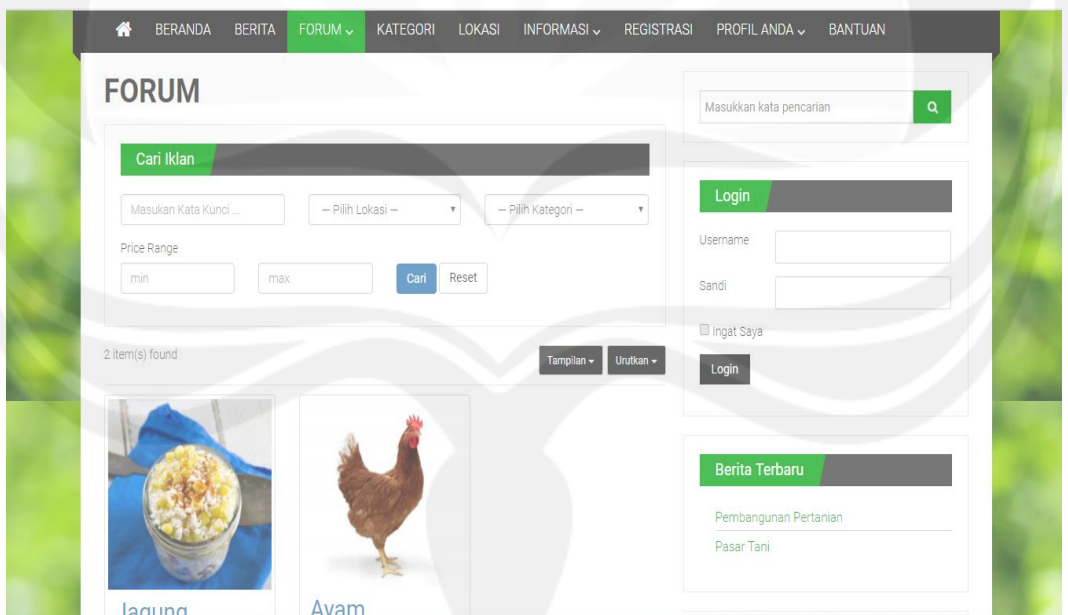 BERANDA BERITA FORUM KATEGORI LOKASI INFORMASI REGISTRASI PROFIL ANDA BANTUAN
FORUM
Cari Iklan
Masukan Kata Kunci ...
– Pilih Lokasi –
– Pilih Kategori –
Price Range
min
max
Cari
Reset
2 item(s) found
Tampilan
Urutkan
Jagung
Ayam
Masukkan kata pencarian
Login
Username
Sandi
Ingat Saya
Login
Berita Terbaru
Pembangunan Pertanian
Pasar Tani